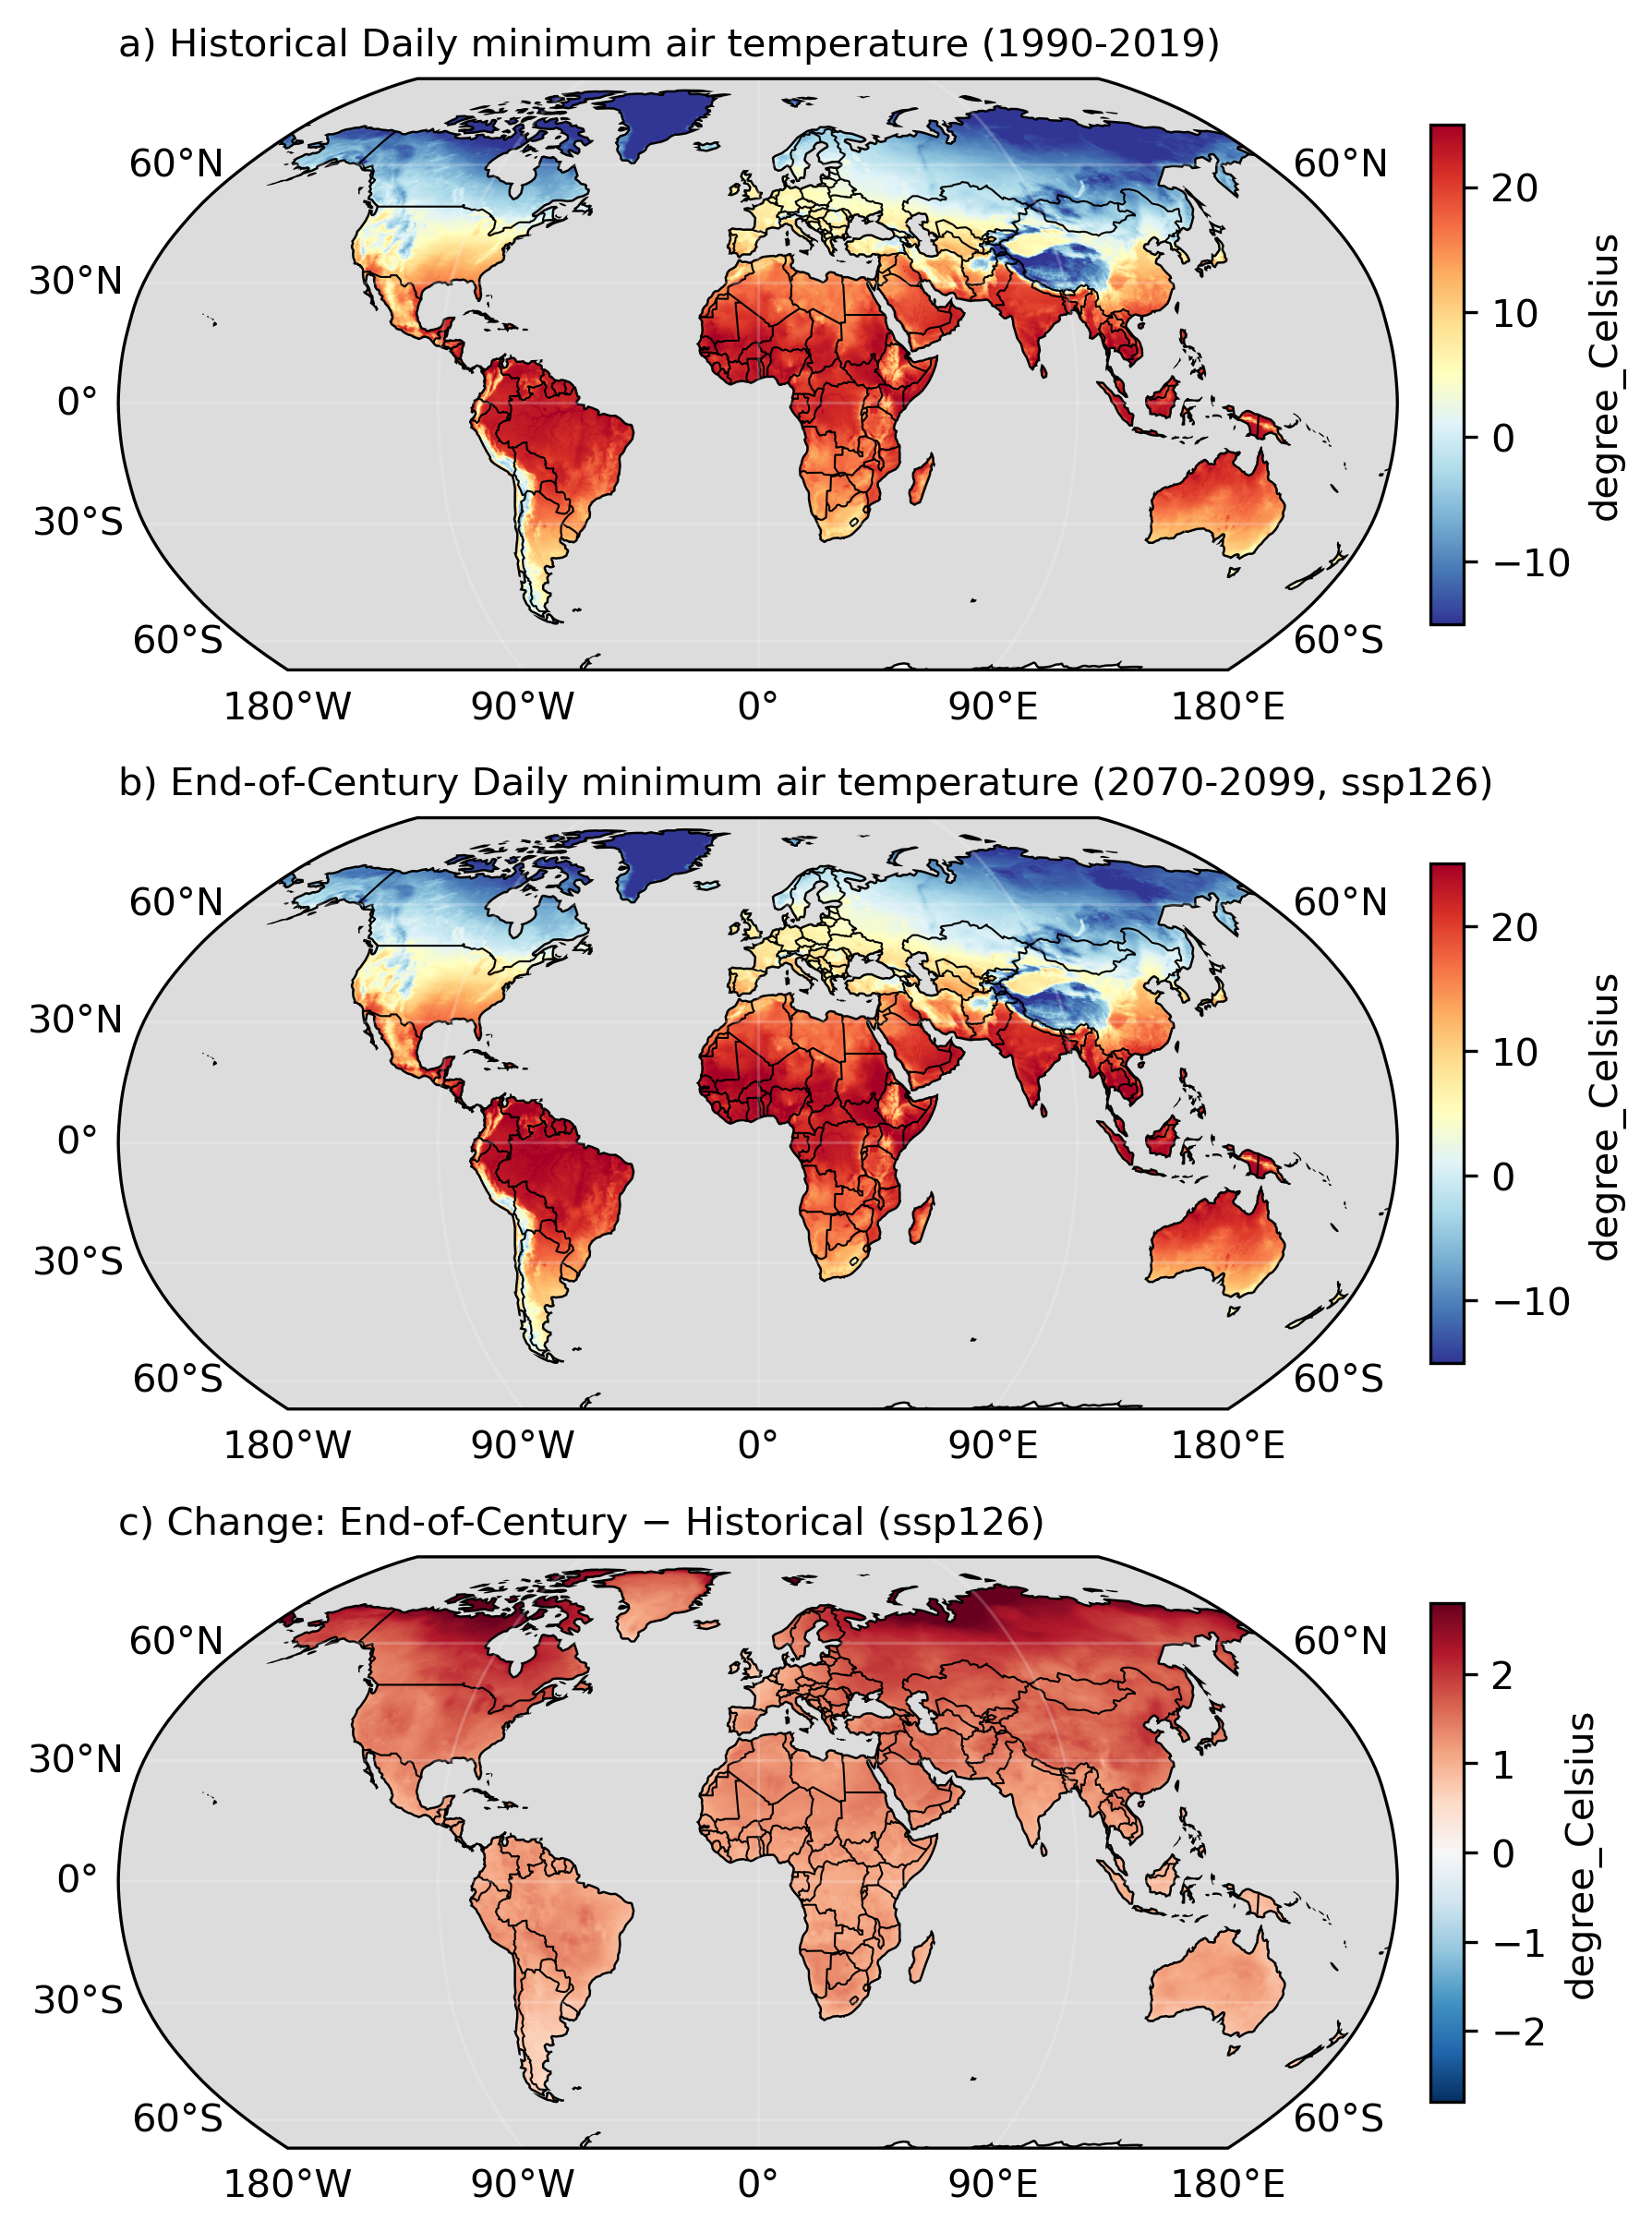 a) Historical Daily minimum air temperature (1990-2019)
60°N
60°N
30°N
0°
30°S
60°S
60°S
180°W
90°W
0°
90°E
180°E
20
10
0
−10
degree_Celsius
b) End-of-Century Daily minimum air temperature (2070-2099, ssp126)
60°N
60°N
30°N
0°
30°S
60°S
60°S
180°W
90°W
0°
90°E
180°E
20
10
0
−10
degree_Celsius
c) Change: End-of-Century − Historical (ssp126)
60°N
60°N
30°N
0°
30°S
60°S
60°S
180°W
90°W
0°
90°E
180°E
2
1
0
−1
−2
degree_Celsius